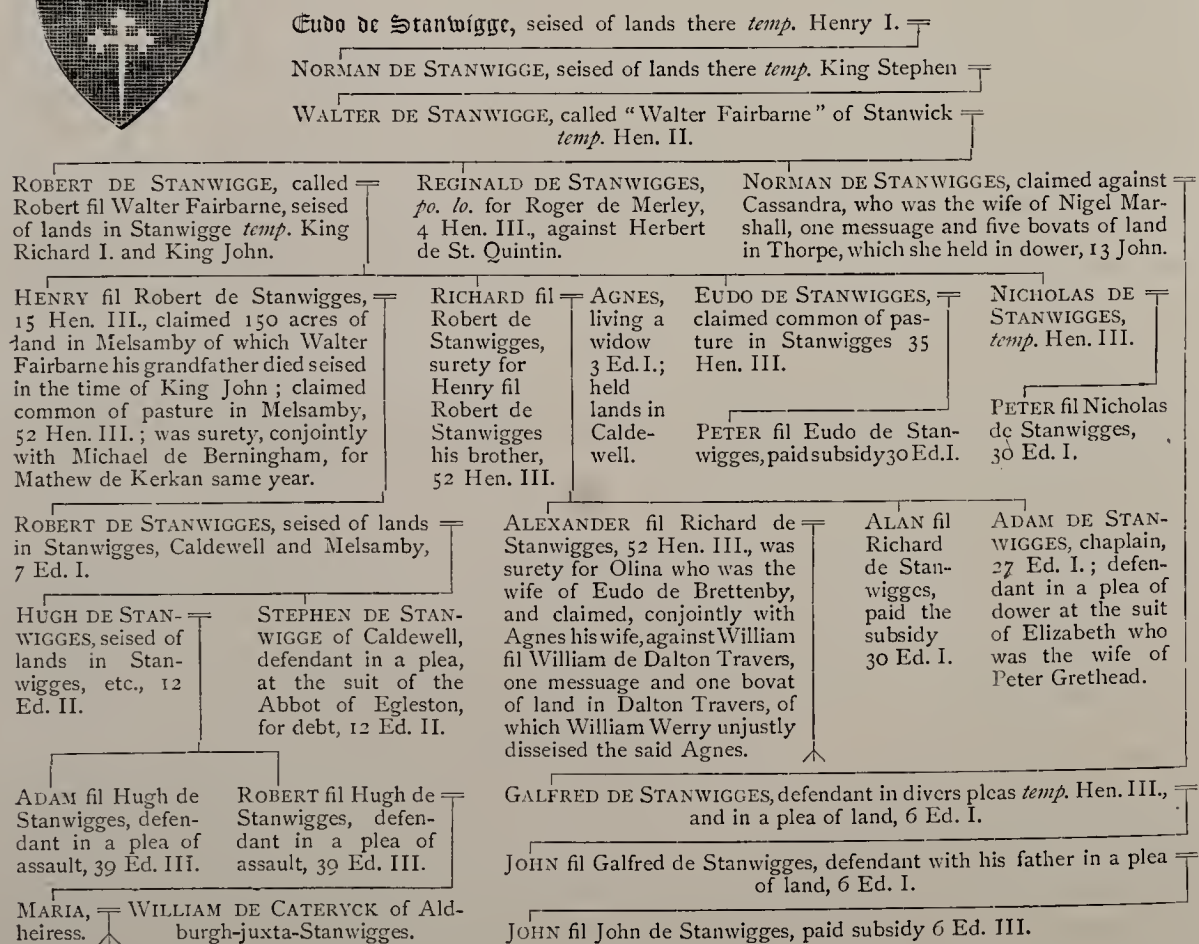 Eudo de Stanwigge, seised of lands there temp. Henry I.
NORMAN DE STANWIGGE, seised of lands there temp. King Stephen
WALTER DE STANWIGGE, called "Walter Fairbarne" of Stanwick
temp. Hen. II.
ROBERT DE STANWIGGE, called
Robert fil Walter Fairbarne, seised
of lands in Stanwigge temp. King
Richard I. and King John.
REGINALD DE STANWIGGES,
po. lo. for Roger de Merley,
4 Hen. III., against Herbert
de St. Quintin.
NORMAN DE STANWIGGES, claimed against
Cassandra, who was the wife of Nigel Mar-
shall, one messuage and five bovats of land
in Thorpe, which she held in dower, 13 John.
HENRY fil Robert de Stanwigges,
15 Hen. III., claimed 150 acres of
land in Melsamby of which Walter
Fairbarne his grandfather died seised
in the time of King John ; claimed
common of pasture in Melsamby,
52 Hen. III. ; was surety, conjointly
with Michael de Berningham, for
Mathew de Kerkan same year.
RICHARD fil
Robert de
Stanwigges,
surety for
Henry fil
Robert de
Stanwigges
his brother,
52 Hen. III.
AGNES,
living a
widow
3 Ed. I.;
held
lands in
Calde-
well.
EUDO DE STANWIGGES,
claimed common of pas-
ture in Stanwigges 35
Hen. III.
PETER fil Eudo de Stan-
wigges, paid subsidy 30 Ed. I.
NICHOLAS DE
STANWIGGES,
temp. Hen. III.
PETER fil Nicholas
de Stanwigges,
30 Ed. I.
ROBERT DE STANWIGGES, seised of lands
in Stanwigges, Caldewell and Melsamby,
7 Ed. I.
ALEXANDER fil Richard de
Stanwigges, 52 Hen. III., was
surety for Olina who was the
wife of Eudo de Brettenby,
and claimed, conjointly with
Agnes his wife, against William
fil William de Dalton Travers,
one messuage and one bovat
of land in Dalton Travers, of
which William Werry unjustly
disseised the said Agnes.
ALAN fil
Richard
de Stan-
wigges,
paid the
subsidy
30 Ed. I.
ADAM DE STAN-
WIGGES, chaplain,
27 Ed. I. ; defen-
dant in a plea of
dower at the suit
of Elizabeth who
was the wife of
Peter Grethead.
HUGH DE STAN-
WIGGES, seised of
lands in Stan-
wigges, etc., 12
Ed. II.
STEPHEN DE STAN-
WIGGE of Caldewell,
defendant in a plea,
at the suit of the
Abbot of Egleston,
for debt, 12 Ed. II.
ADAM fil Hugh de
Stanwigges, defen-
dant in a plea of
assault, 39 Ed. III.
ROBERT fil Hugh de
Stanwigges, defen-
dant in a plea of
assault, 39 Ed. III.
GALFRED DE STANWIGGES, defendant in divers pleas temp. Hen. III.,
and in a plea of land, 6 Ed. I.
JOHN fil Galfred de Stanwigges, defendant with his father in a plea
of land, 6 Ed. I.
MARIA,
heiress.
WILLIAM DE CATERYCK of Ald-
burgh-juxta-Stanwigges.
JOHN fil John de Stanwigges, paid subsidy 6 Ed. III.